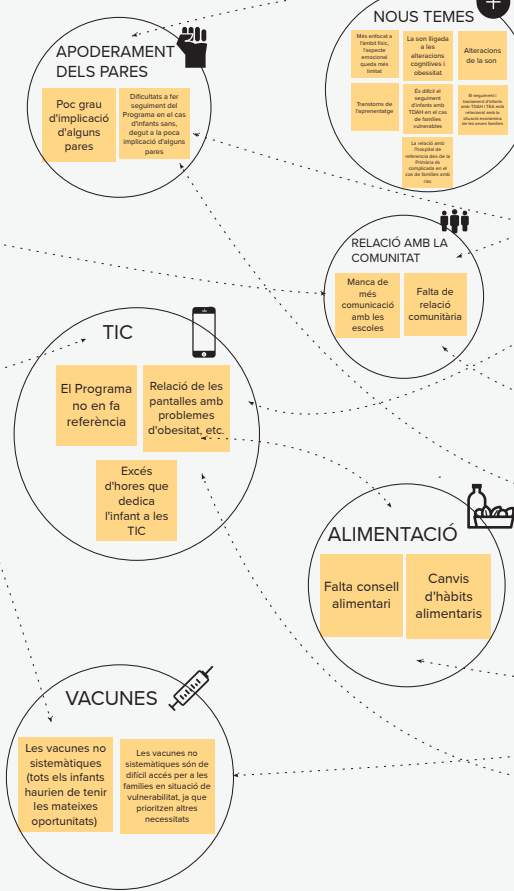 APODERAMENT
DELS PARES
Poc grau
d'implicació
d'alguns
pares
Dificultats a fer
seguiment del
Programa en el cas
d'infants sans,
degut a la poca
implicació d'alguns
pares
NOUS TEMES
Més enfocat a
l'àmbit físic,
l'aspecte
emocional
queda més
limitat
La son lligada
a les
alteracions
cognitives i
obesitat
Alteracions
de la son
Transtorns de
l'aprenentatge
És difícil el
seguiment
d'infants amb
TDAH en el cas
de famílies
vulnerables
El seguiment i
tractament d'infants
amb TDAH i TEA està
relacionat amb la
situació econòmica
de les seves famílies
La relació amb
l'hospital de
referència des de la
Primària és
complicada en el
cas de famílies amb
risc
RELACIÓ AMB LA
COMUNITAT
Manca de
més
comunicació
amb les
escoles
Falta de
relació
comunitària
TIC
El Programa
no en fa
referència
Relació de les
pantalles amb
problemes
d'obesitat, etc.
Excés
d'hores que
dedica
l'infant a les
TIC
ALIMENTACIÓ
Falta consell
alimentari
Canvis
d'hàbits
alimentaris
VACUNES
Les vacunes no
sistemàtiques
(tots els infants
haurien de tenir
les mateixes
oportunitats)
Les vacunes no
sistemàtiques són de
difícil accés per a les
famílies en situació de
vulnerabilitat, ja que
prioritzen altres
necessitats